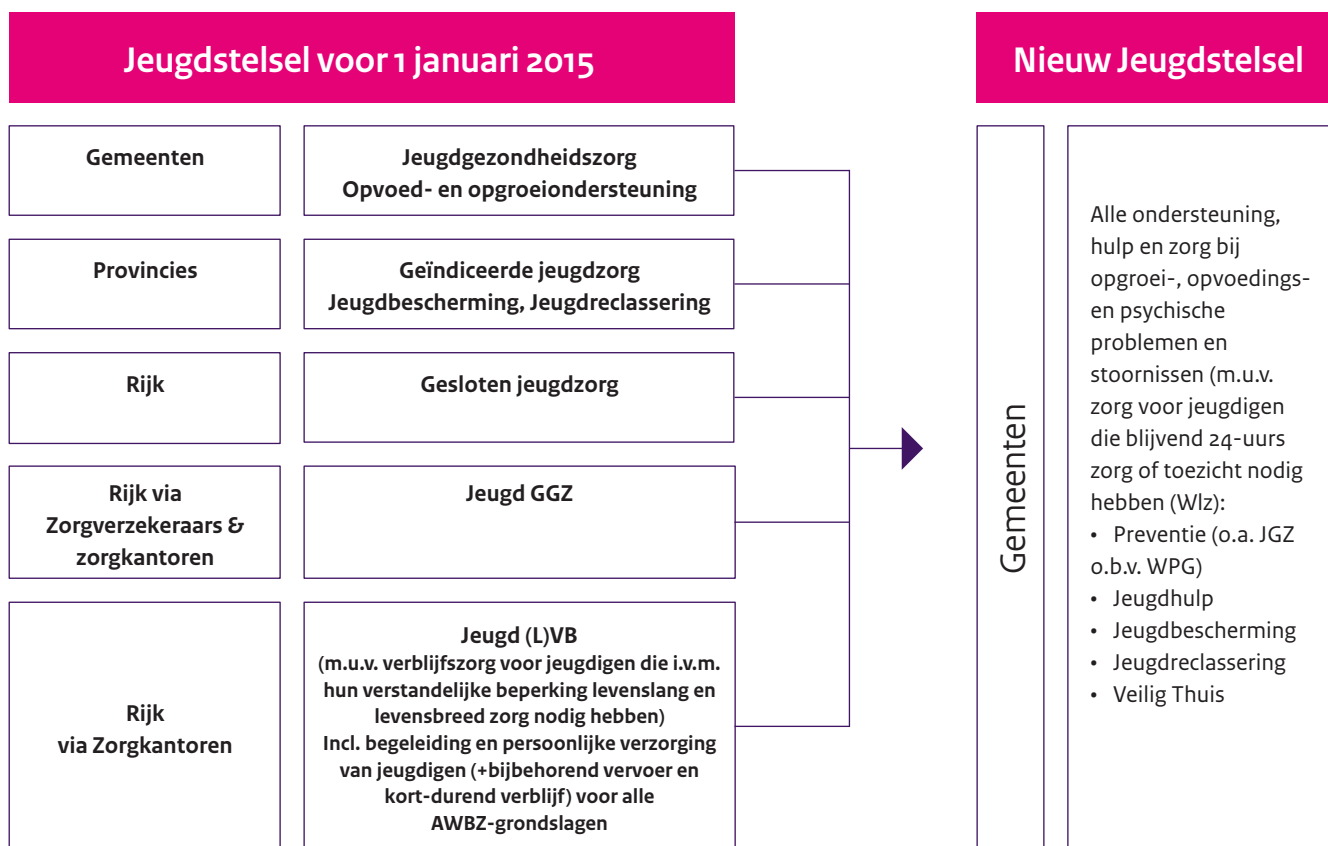 Jeugdstelsel voor 1 januari 2015
Nieuw Jeugdstelsel
Gemeenten
Jeugdgezondheidszorg
Opvoed- en opgroeiondersteuning
Provincies
Geïndiceerde jeugdzorg
Jeugdbescherming, Jeugdreclassering
Rijk
Gesloten jeugdzorg
Rijk via
Zorgverzekeraars &
zorgkantoren
Jeugd GGZ
Rijk
via Zorgkantoren
Jeugd (L)VB
(m.u.v. verblijfszorg voor jeugdigen die i.v.m.
hun verstandelijke beperking levenslang en
levensbreed zorg nodig hebben)
Incl. begeleiding en persoonlijke verzorging
van jeugdigen (+bijbehorend vervoer en
kort-durend verblijf) voor alle
AWBZ-grondslagen
Gemeenten
Alle ondersteuning,
hulp en zorg bij
opgroei-, opvoedings-
en psychische
problemen en
stoornissen (m.u.v.
zorg voor jeugdigen
die blijvend 24-uurs
zorg of toezicht nodig
hebben (Wlz):
• Preventie (o.a. JGZ
o.b.v. WPG)
• Jeugdhulp
• Jeugdbescherming
• Jeugdreclassering
• Veilig Thuis